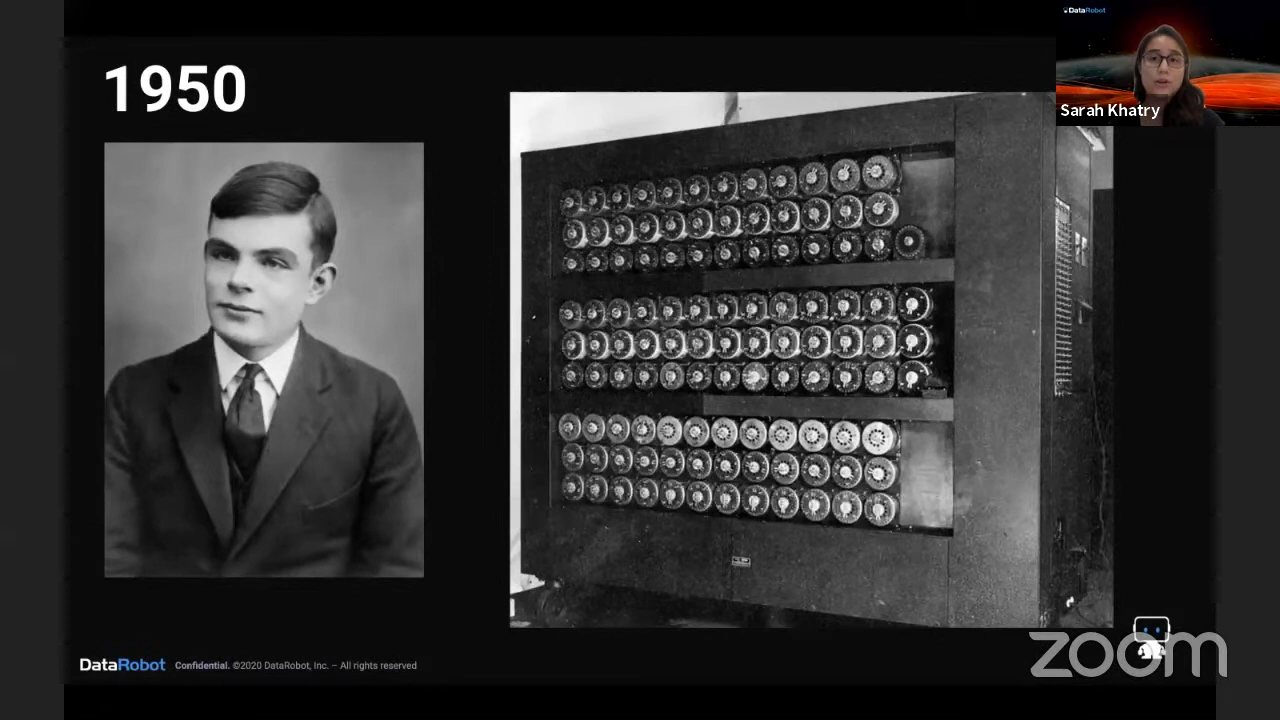 1950
DataRobot
Sarah Khatry
DataRobot Confidential. ©2020 DataRobot, Inc. – All rights reserved
zoom